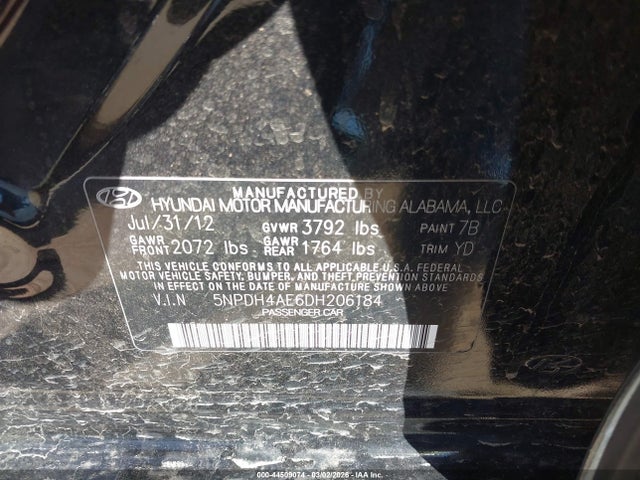 MANUFACTURED BY
HYUNDAI MOTOR MANUFACTURING ALABAMA, LLC
Jul/31/12 GVWR 3792 lbs. PAINT 7B
GAWR FRONT 2072 lbs. GAWR REAR 1764 lbs. TRIM YD
THIS VEHICLE CONFORMS TO ALL APPLICABLE U.S.A. FEDERAL
MOTOR VEHICLE SAFETY, BUMPER, AND THEFT PREVENTION STANDARDS
IN EFFECT ON THE DATE OF MANUFACTURE SHOWN ABOVE
V.I.N 5NPDH4AE6DH206184
PASSENGER CAR
000-44509074 - 03/02/2026 - IAAI